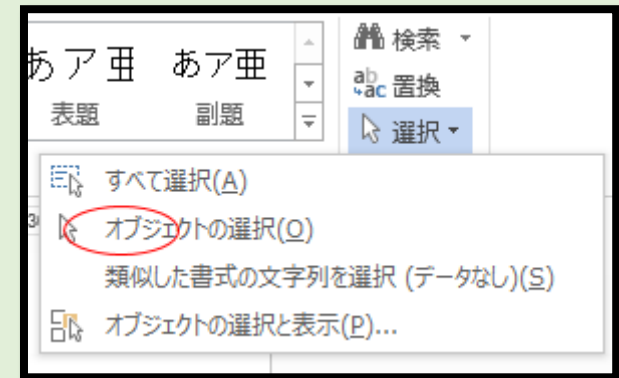 あア亜 あア亜
表題 副題
検索
ab
ac 置換
選択
すべて選択(A)
オブジェクトの選択(O)
類似した書式の文字列を選択 (データなし)(S)
オブジェクトの選択と表示(P)...